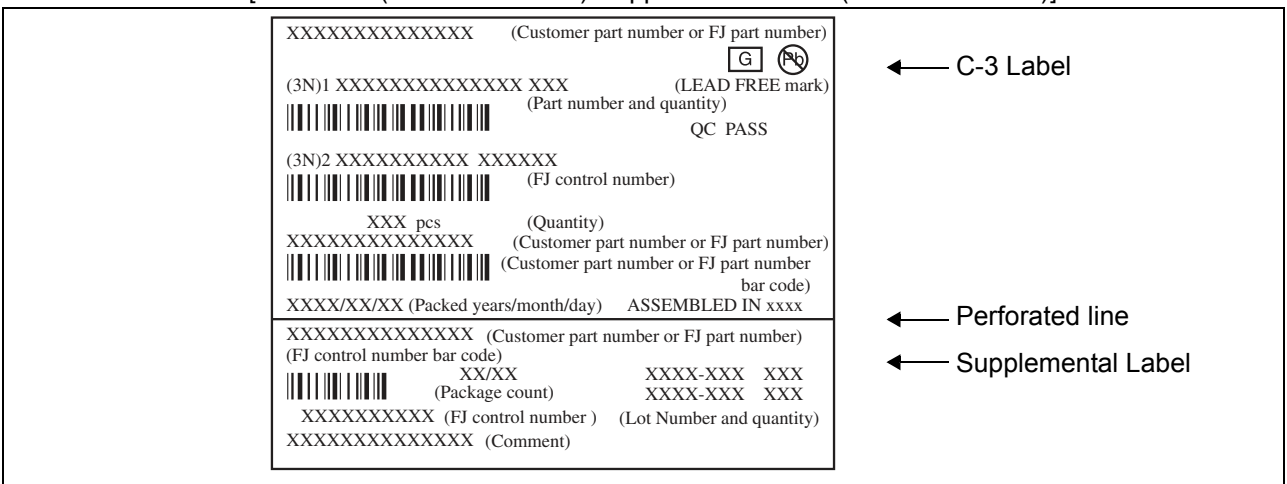 XXXXXXXXXXXXXX (Customer part number or FJ part number)
G Pb
C-3 Label
(3N)1 XXXXXXXXXXXXXX XXX (LEAD FREE mark)
(Part number and quantity)
QC PASS
(3N)2 XXXXXXXXXX XXXXXX
(FJ control number)
XXX pcs (Quantity)
XXXXXXXXXXXXXX (Customer part number or FJ part number)
(Customer part number or FJ part number
bar code)
XXXX/XX/XX (Packed years/month/day) ASSEMBLED IN xxxx
Perforated line
XXXXXXXXXXXXXX (Customer part number or FJ part number)
(FJ control number bar code)
Supplemental Label
XX/XX XXXX-XXX XXX
(Package count) XXXX-XXX XXX
XXXXXXXXXX (FJ control number ) (Lot Number and quantity)
XXXXXXXXXXXXXX (Comment)